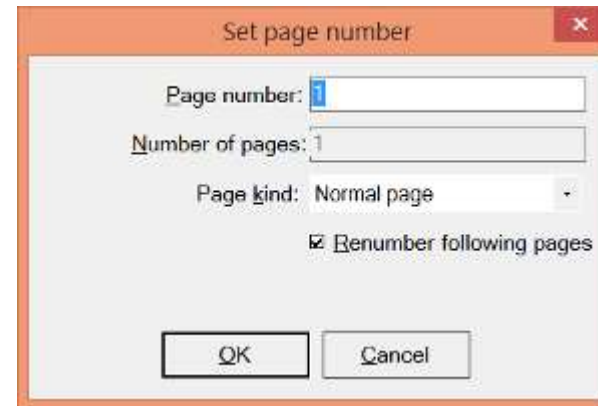 Set page number
Page number: 1
Number of pages: 1
Page kind: Normal page
Renumber following pages
OK Cancel